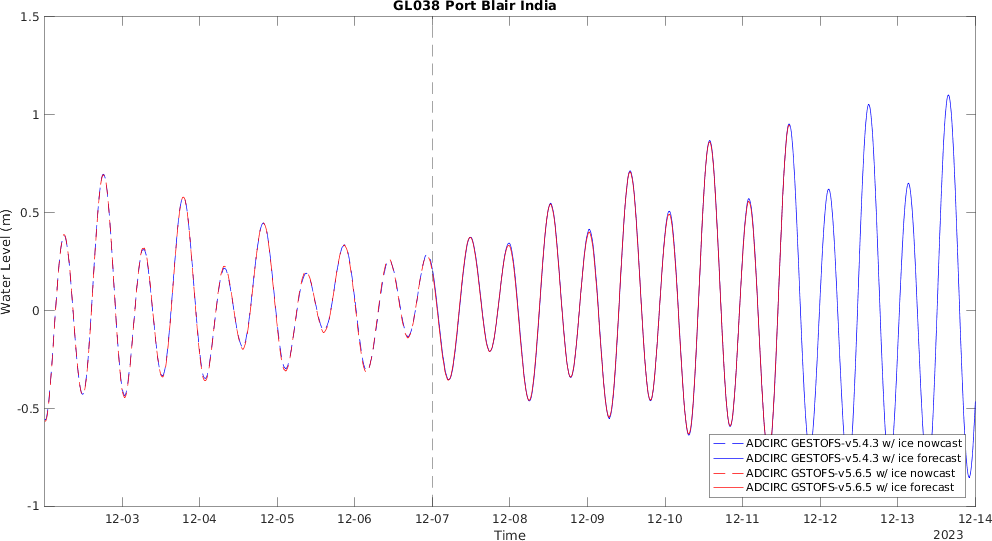 GL038 Port Blair India
1.5
1
0.5
0
-0.5
-1
Water Level (m)
ADCIRC GESTOFS-v5.4.3 w/ ice nowcast
ADCIRC GESTOFS-v5.4.3 w/ ice forecast
ADCIRC GSTOFS-v5.6.5 w/ ice nowcast
ADCIRC GSTOFS-v5.6.5 w/ ice forecast
12-03 12-04 12-05 12-06 12-07 12-08 12-09 12-10 12-11 12-12 12-13 12-14
Time
2023